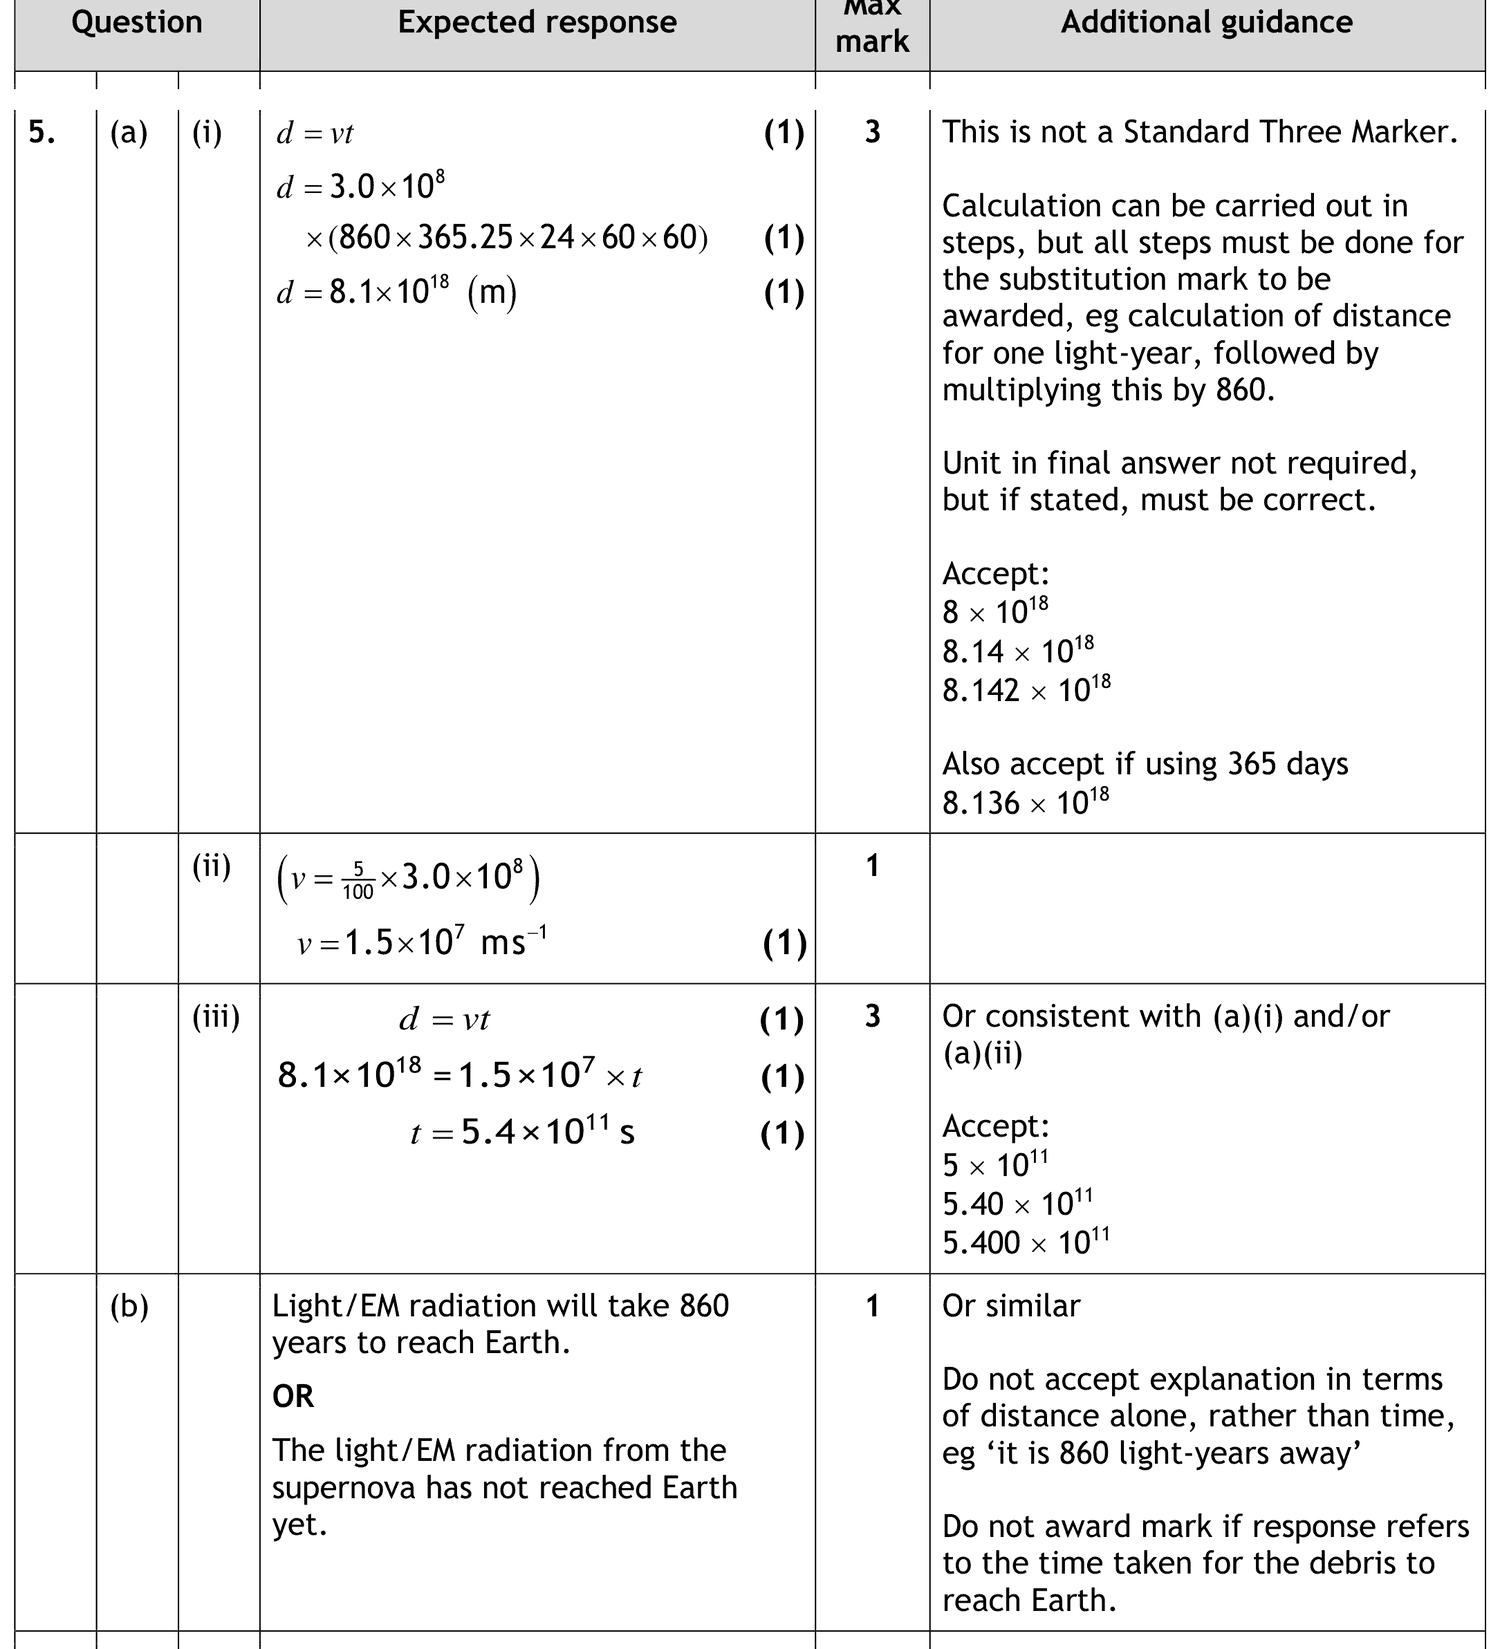 Question Expected response Max mark Additional guidance
5. (a) (i) d = vt (1) 3 This is not a Standard Three Marker.
d = 3.0×10⁸
×(860×365.25×24×60×60) (1)
d = 8.1×10¹⁸ (m) (1)
Calculation can be carried out in
steps, but all steps must be done for
the substitution mark to be
awarded, eg calculation of distance
for one light-year, followed by
multiplying this by 860.
Unit in final answer not required,
but if stated, must be correct.
Accept:
8 × 10¹⁸
8.14 × 10¹⁸
8.142 × 10¹⁸
Also accept if using 365 days
8.136 × 10¹⁸
(ii) (v = 5/100 ×3.0×10⁸) 1
v = 1.5×10⁷ ms⁻¹ (1)
(iii) d = vt (1) 3
8.1×10¹⁸ = 1.5×10⁷ ×t (1)
t = 5.4×10¹¹ s (1)
Or consistent with (a)(i) and/or
(a)(ii)
Accept:
5 × 10¹¹
5.40 × 10¹¹
5.400 × 10¹¹
(b) Light/EM radiation will take 860 1
years to reach Earth.
OR
The light/EM radiation from the
supernova has not reached Earth
yet.
Or similar
Do not accept explanation in terms
of distance alone, rather than time,
eg ‘it is 860 light-years away’
Do not award mark if response refers
to the time taken for the debris to
reach Earth.